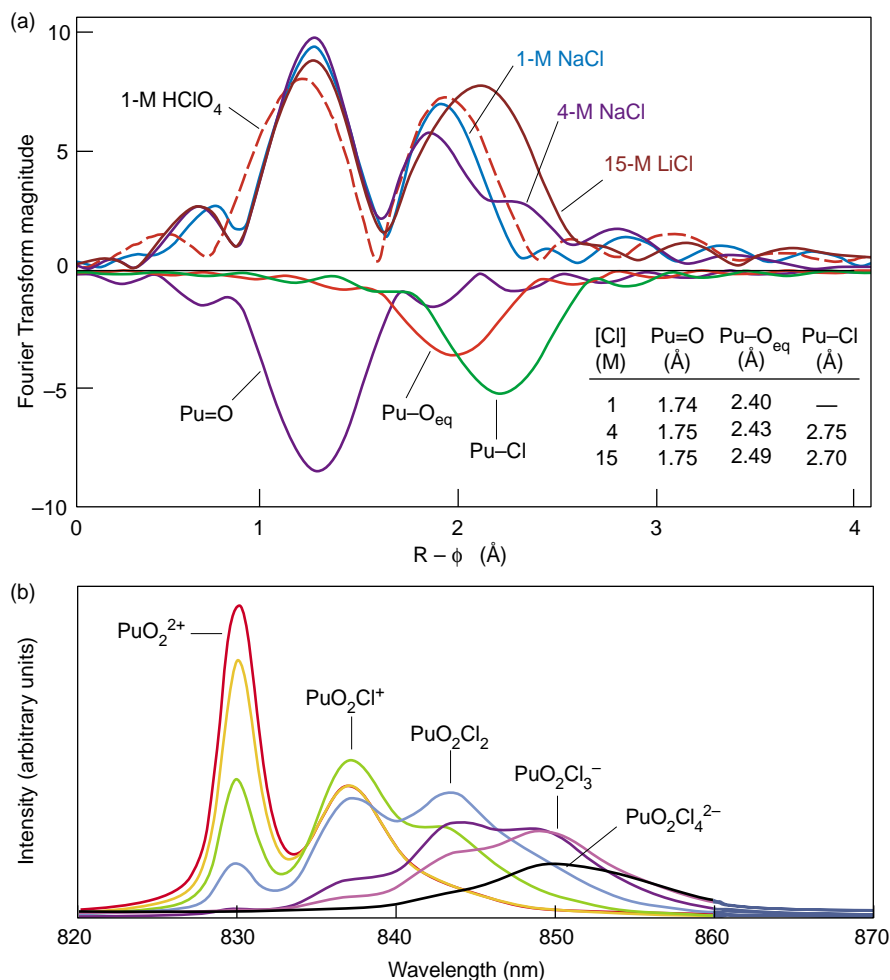 (a)
10
5
0
–5
–10
Fourier Transform magnitude
1-M HClO₄
1-M NaCl
4-M NaCl
15-M LiCl
Pu=O
Pu–Oeq
Pu–Cl
[Cl] Pu=O Pu–Oeq Pu–Cl
(M) (Å) (Å) (Å)
1 1.74 2.40 —
4 1.75 2.43 2.75
15 1.75 2.49 2.70
0 1 2 3 4
R – ϕ (Å)
(b)
Intensity (arbitrary units)
PuO₂²⁺
PuO₂Cl⁺
PuO₂Cl₂
PuO₂Cl₃⁻
PuO₂Cl₄²⁻
820 830 840 850 860 870
Wavelength (nm)